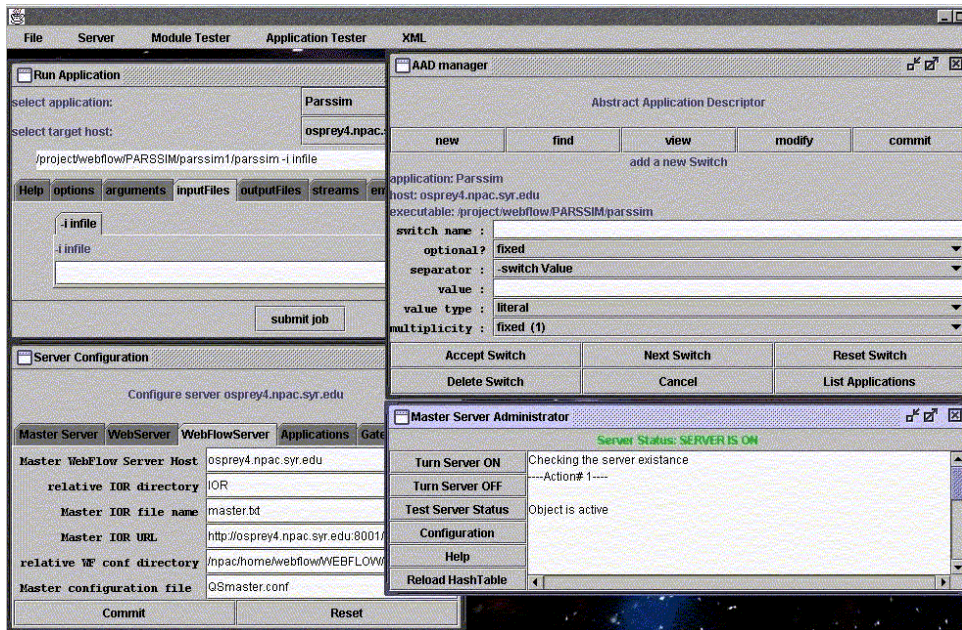 File Server Module Tester Application Tester XML
Run Application
select application: Parssim
select target host: osprey4.npac.s
/project/webflow/PARSSIM/parssim1/parssim -i infile
Help options arguments inputFiles outputFiles streams en
-i infile
-i infile
submit job
AAD manager
Abstract Application Descriptor
new find view modify commit
add a new Switch
application: Parssim
host: osprey4.npac.syr.edu
executable: /project/webflow/PARSSIM/parssim
switch name :
optional? fixed
separator : -switch Value
value :
value type : literal
multiplicity : fixed (1)
Accept Switch Next Switch Reset Switch
Delete Switch Cancel List Applications
Server Configuration
Configure server osprey4.npac.syr.edu
Master Server WebServer WebFlowServer Applications Gate
Master WebFlow Server Host osprey4.npac.syr.edu
relative IOR directory IOR
Master IOR file name master.txt
Master IOR URL http://osprey4.npac.syr.edu:8001/
relative WF conf directory /npac/home/webflow/WEBFLOW/
Master configuration file QSmaster.conf
Commit Reset
Master Server Administrator
Server Status: SERVER IS ON
Turn Server ON
Turn Server OFF
Test Server Status
Configuration
Help
Reload HashTable
Checking the server existance
----Action# 1----
Object is active